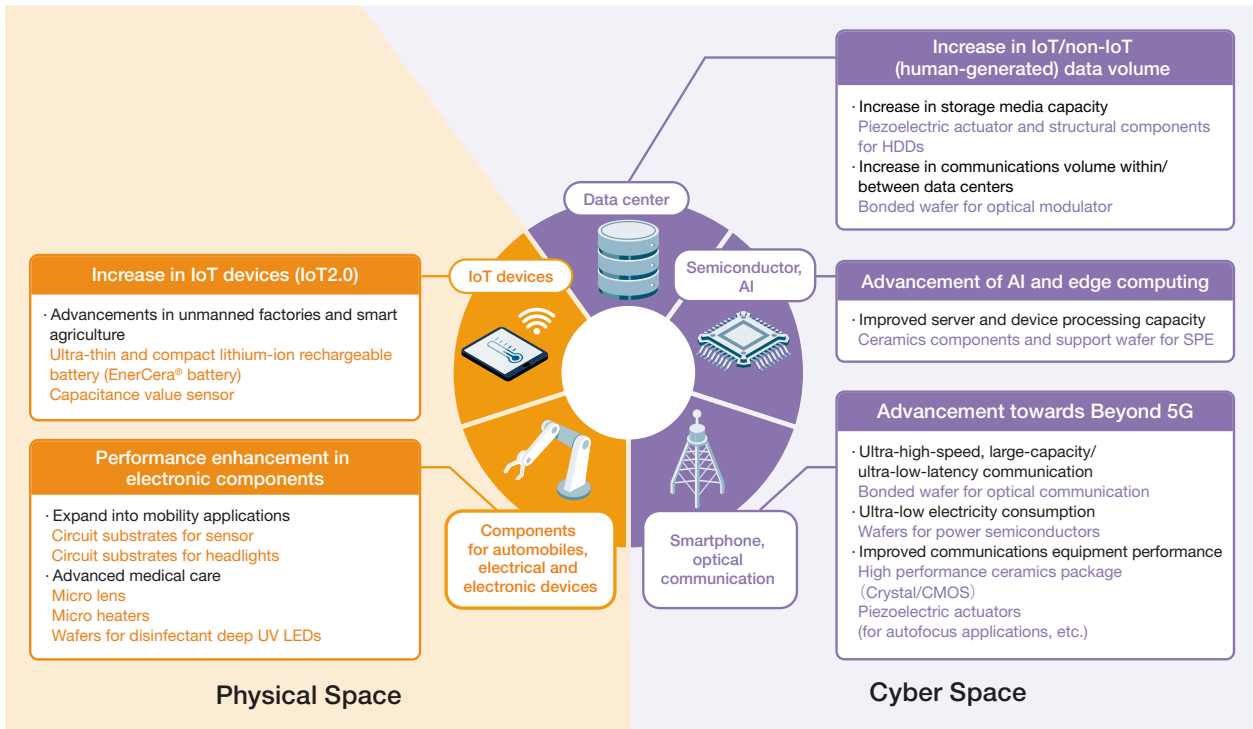 Increase in IoT/non-IoT
(human-generated) data volume
· Increase in storage media capacity
Piezoelectric actuator and structural components
for HDDs
· Increase in communications volume within/
between data centers
Bonded wafer for optical modulator
Data center
IoT devices
Semiconductor,
AI
Increase in IoT devices (IoT2.0)
· Advancements in unmanned factories and smart
agriculture
Ultra-thin and compact lithium-ion rechargeable
battery (EnerCera® battery)
Capacitance value sensor
Advancement of AI and edge computing
· Improved server and device processing capacity
Ceramics components and support wafer for SPE
Performance enhancement in
electronic components
· Expand into mobility applications
Circuit substrates for sensor
Circuit substrates for headlights
· Advanced medical care
Micro lens
Micro heaters
Wafers for disinfectant deep UV LEDs
Components
for automobiles,
electrical and
electronic devices
Smartphone,
optical
communication
Advancement towards Beyond 5G
· Ultra-high-speed, large-capacity/
ultra-low-latency communication
Bonded wafer for optical communication
· Ultra-low electricity consumption
Wafers for power semiconductors
· Improved communications equipment performance
High performance ceramics package
（Crystal/CMOS）
Piezoelectric actuators
(for autofocus applications, etc.)
Physical Space
Cyber Space